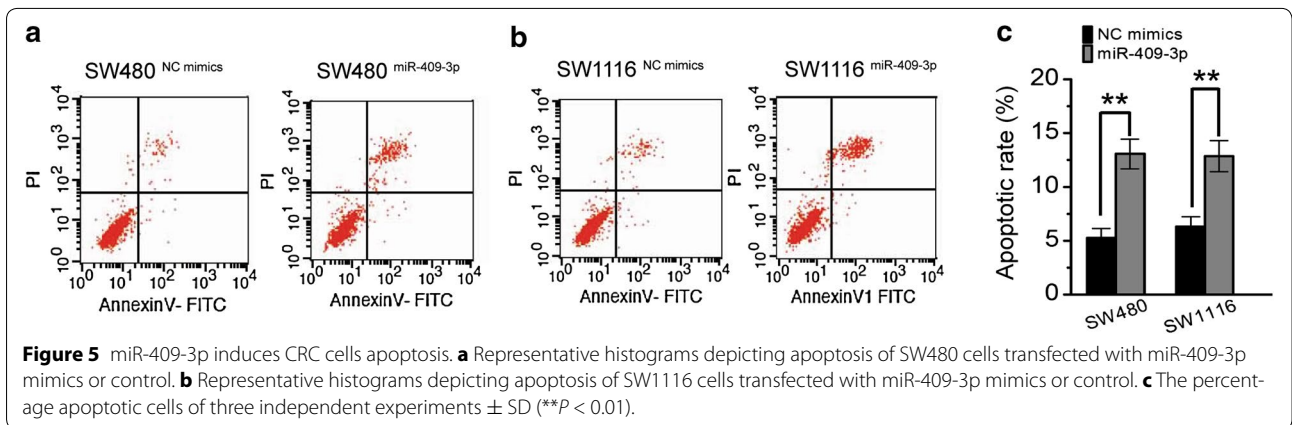 a
SW480 NC mimics
SW480 miR-409-3p
PI
10⁴
10³
10²
10¹
10⁰
10⁰ 10¹ 10² 10³ 10⁴
AnnexinV- FITC
PI
10⁴
10³
10²
10¹
10⁰
10⁰ 10¹ 10² 10³ 10⁴
AnnexinV- FITC
b
SW1116 NC mimics
SW1116 miR-409-3p
PI
10⁴
10³
10²
10¹
10⁰
10⁰ 10¹ 10² 10³ 10⁴
AnnexinV- FITC
PI
10⁴
10³
10²
10¹
10⁰
10⁰ 10¹ 10² 10³ 10⁴
AnnexinV1 FITC
c
NC mimics
miR-409-3p
Apoptotic rate (%)
20
15
10
5
0
**
**
SW480
SW1116
Figure 5 miR-409-3p induces CRC cells apoptosis. a Representative histograms depicting apoptosis of SW480 cells transfected with miR-409-3p
mimics or control. b Representative histograms depicting apoptosis of SW1116 cells transfected with miR-409-3p mimics or control. c The percent-
age apoptotic cells of three independent experiments ± SD (**P < 0.01).